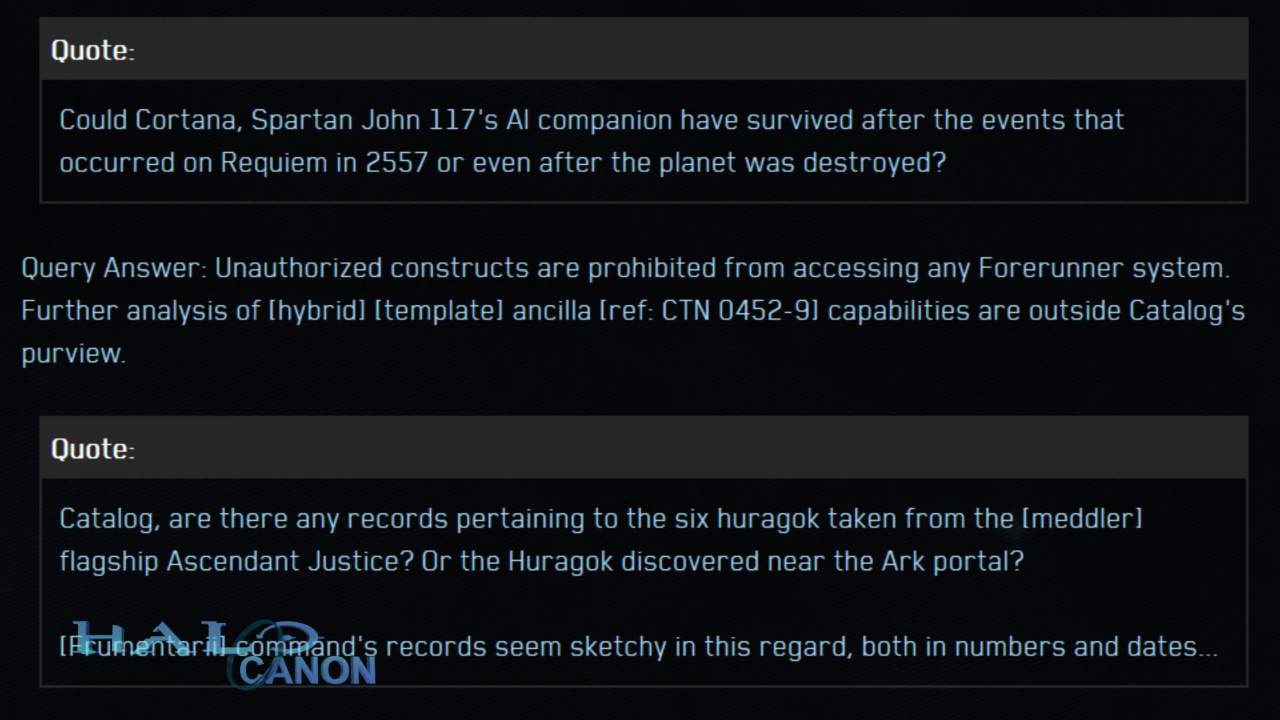 Quote:
Could Cortana, Spartan John 117's AI companion have survived after the events that
occurred on Requiem in 2557 or even after the planet was destroyed?
Query Answer: Unauthorized constructs are prohibited from accessing any Forerunner system.
Further analysis of [hybrid] [template] ancilla [ref: CTN 0452-9] capabilities are outside Catalog's
purview.
Quote:
Catalog, are there any records pertaining to the six huragok taken from the [meddler]
flagship Ascendant Justice? Or the Huragok discovered near the Ark portal?
[Frumentarii] command's records seem sketchy in this regard, both in numbers and dates...
HALO
CANON